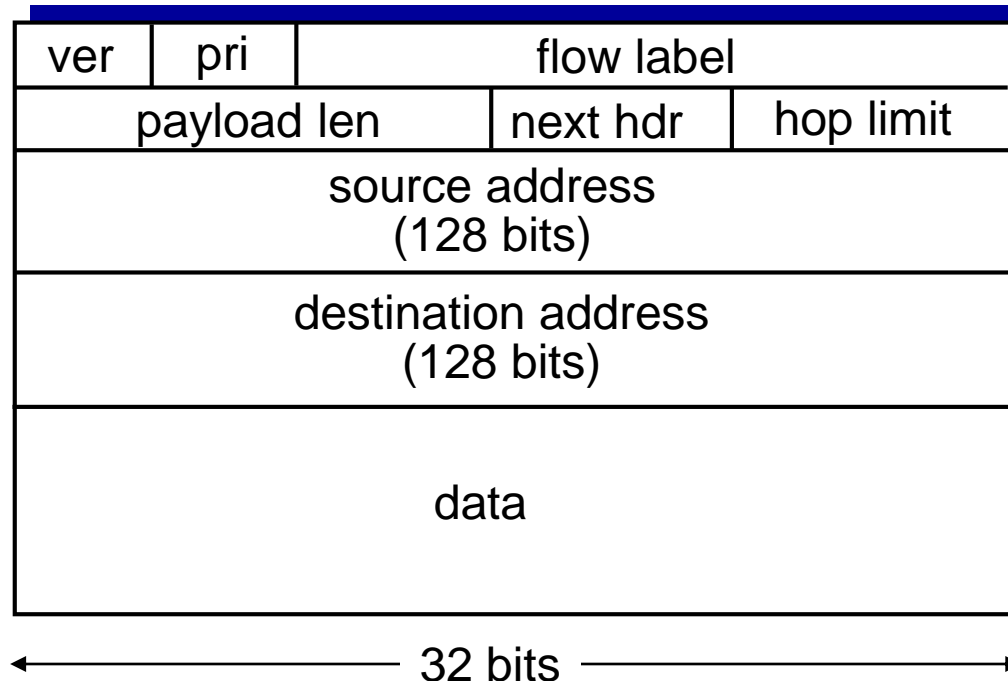 ver pri flow label
payload len next hdr hop limit
source address
(128 bits)
destination address
(128 bits)
data
32 bits